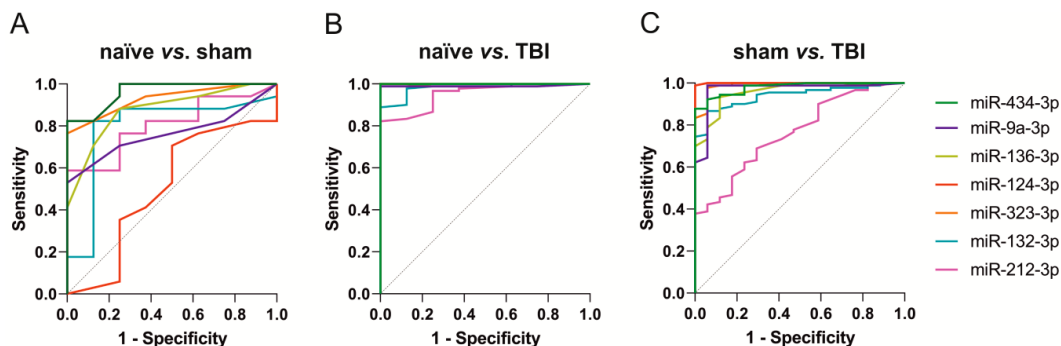 A
naïve vs. sham
1.0
0.8
0.6
0.4
0.2
0.0
Sensitivity
0.0 0.2 0.4 0.6 0.8 1.0
1 - Specificity
B
naïve vs. TBI
1.0
0.8
0.6
0.4
0.2
0.0
Sensitivity
0.0 0.2 0.4 0.6 0.8 1.0
1 - Specificity
C
sham vs. TBI
1.0
0.8
0.6
0.4
0.2
0.0
Sensitivity
0.0 0.2 0.4 0.6 0.8 1.0
1 - Specificity
miR-434-3p
miR-9a-3p
miR-136-3p
miR-124-3p
miR-323-3p
miR-132-3p
miR-212-3p